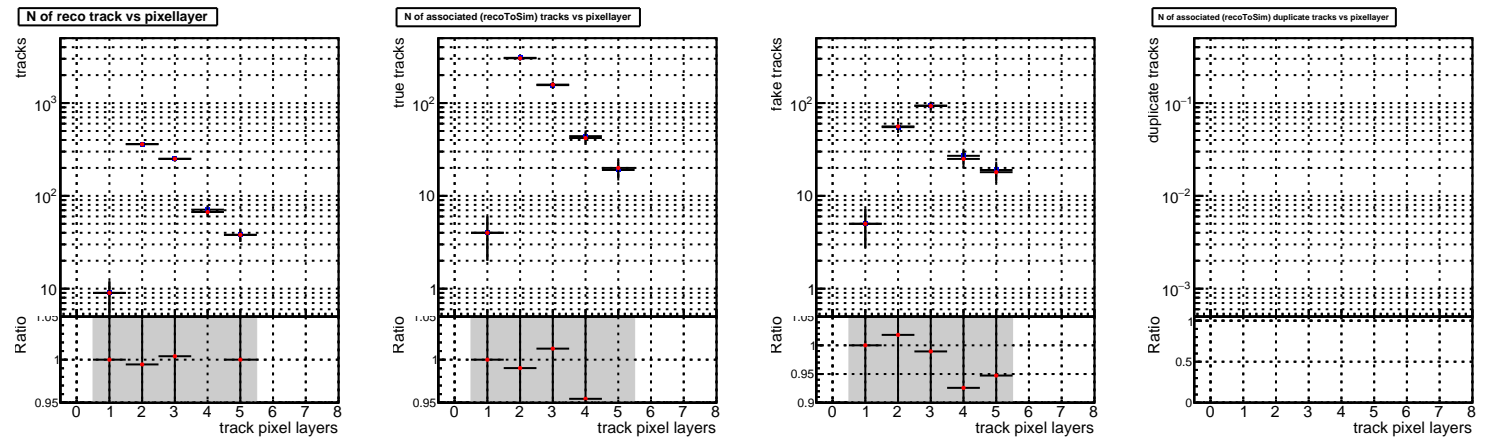 N of reco track vs pixellayer
tracks
10³
10²
10
Ratio
1.05
1
0.95
0 1 2 3 4 5 6 7 8
track pixel layers
N of associated (recoToSim) tracks vs pixellayer
true tracks
10²
10
1
Ratio
1.05
1
0.95
0 1 2 3 4 5 6 7 8
track pixel layers
fake tracks
10²
10
1
Ratio
1.05
1
0.95
0.9
0 1 2 3 4 5 6 7 8
track pixel layers
N of associated (recoToSim) duplicate tracks vs pixellayer
duplicate tracks
10⁻¹
10⁻²
10⁻³
Ratio
1
0.5
0
0 1 2 3 4 5 6 7 8
track pixel layers